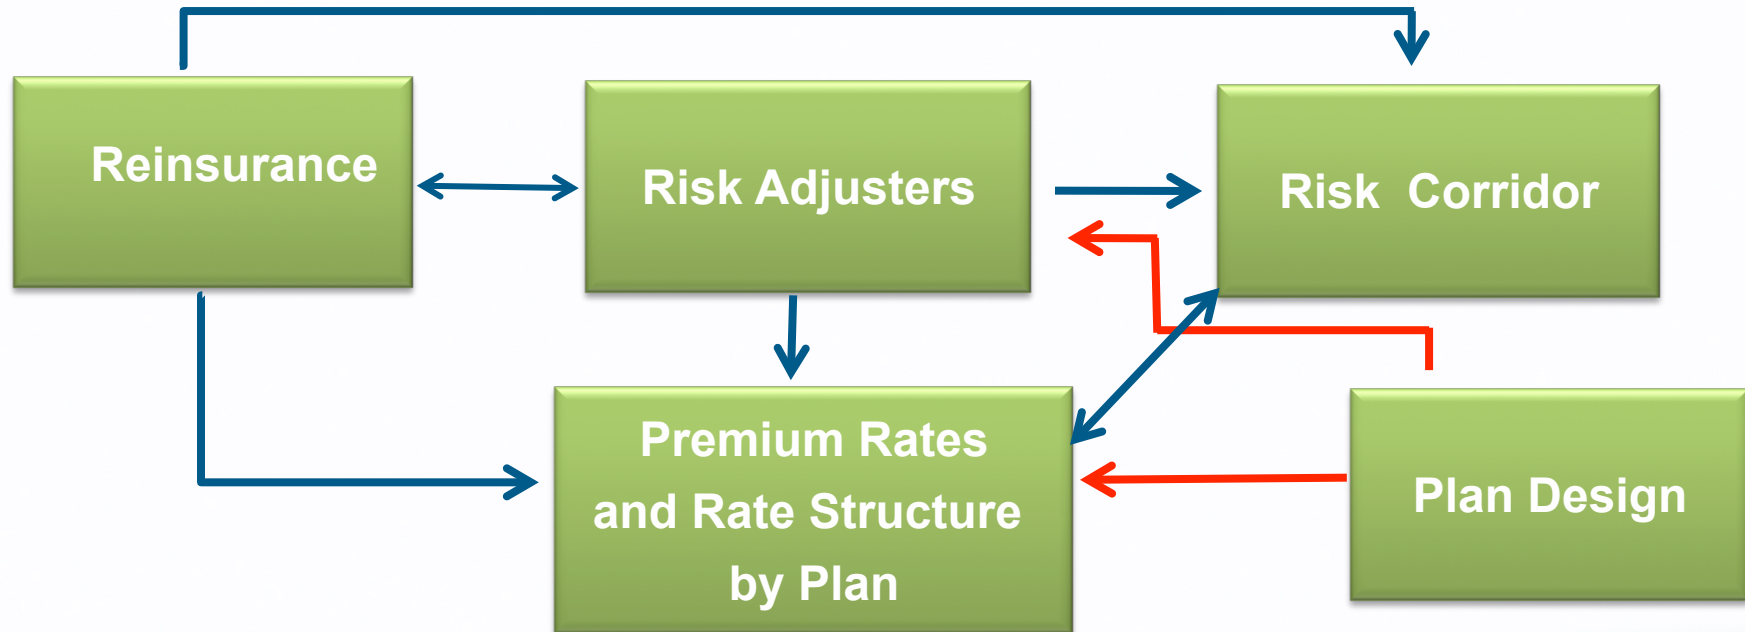 Reinsurance
Risk Adjusters
Risk  Corridor
Premium Rates
and Rate Structure
by Plan
Plan Design